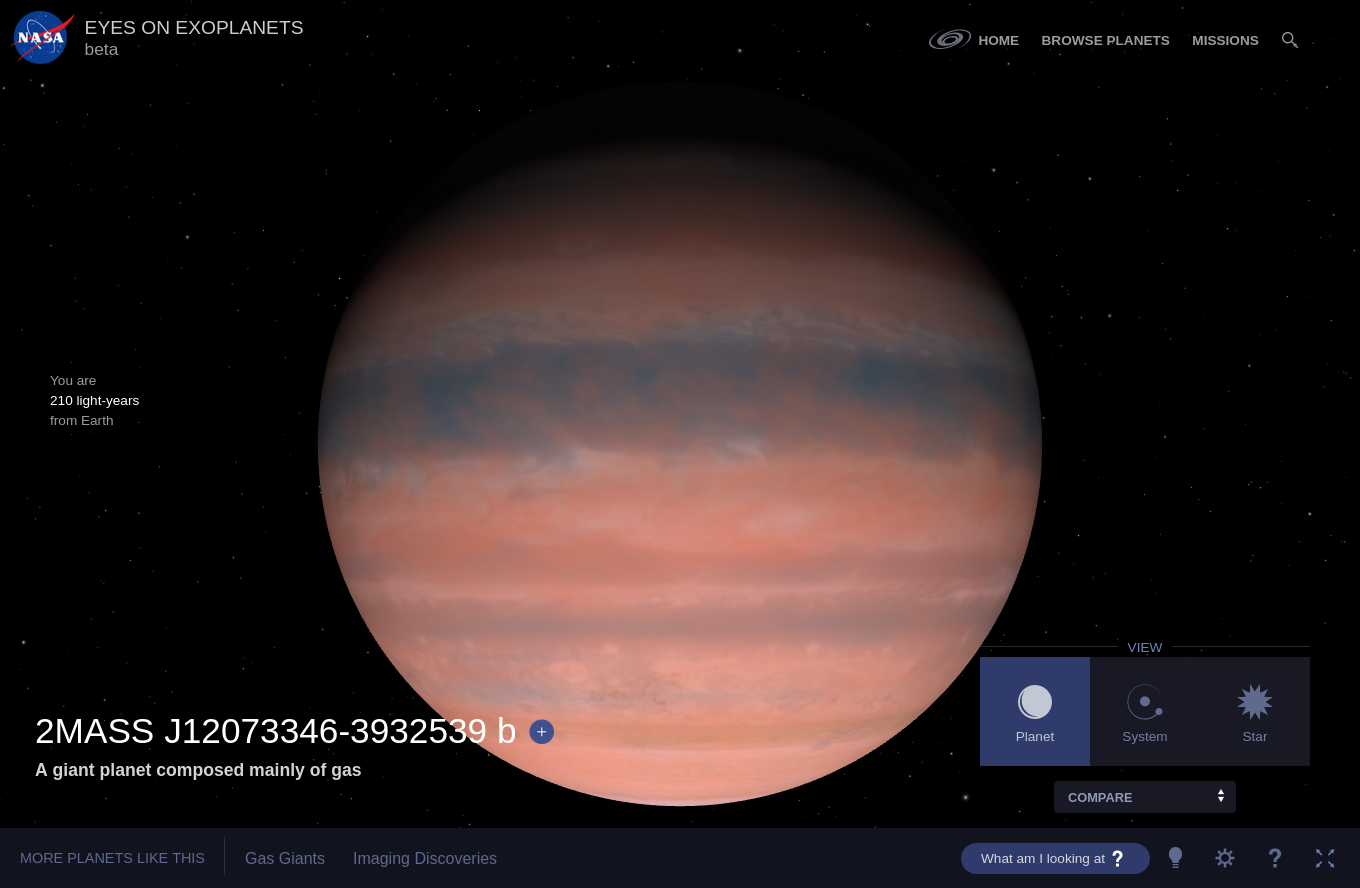 NASA
EYES ON EXOPLANETS
beta
HOME
BROWSE PLANETS
MISSIONS
You are
210 light-years
from Earth
VIEW
Planet
System
Star
2MASS J12073346-3932539 b +
A giant planet composed mainly of gas
COMPARE
MORE PLANETS LIKE THIS
Gas Giants
Imaging Discoveries
What am I looking at ?
?